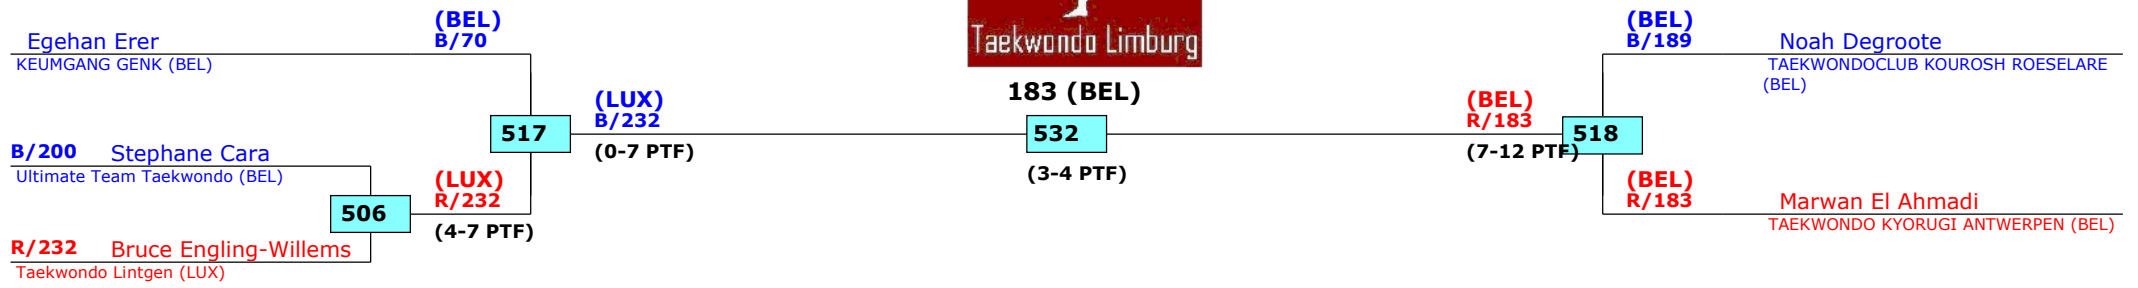 (BEL)
Egehan Erer B/70
KEUMGANG GENK (BEL)
B/200 Stephane Cara
Ultimate Team Taekwondo (BEL)
R/232 Bruce Engling-Willems
Taekwondo Lintgen (LUX)
506
(LUX)
R/232
(4-7 PTF)
517
(LUX)
B/232
(0-7 PTF)
Taekwondo Limburg
183 (BEL)
532
(3-4 PTF)
(BEL)
R/183
(7-12 PTF)
518
(BEL)
B/189 Noah Degroote
TAEKWONDOCLUB KOUROSH ROESELARE
(BEL)
(BEL)
R/183 Marwan El Ahmadi
TAEKWONDO KYORUGI ANTWERPEN (BEL)